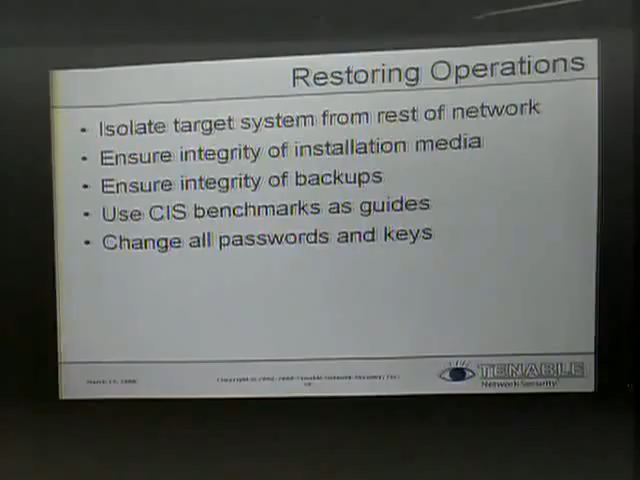 Restoring Operations
• Isolate target system from rest of network
• Ensure integrity of installation media
• Ensure integrity of backups
• Use CIS benchmarks as guides
• Change all passwords and keys
TENABLE
Network Security